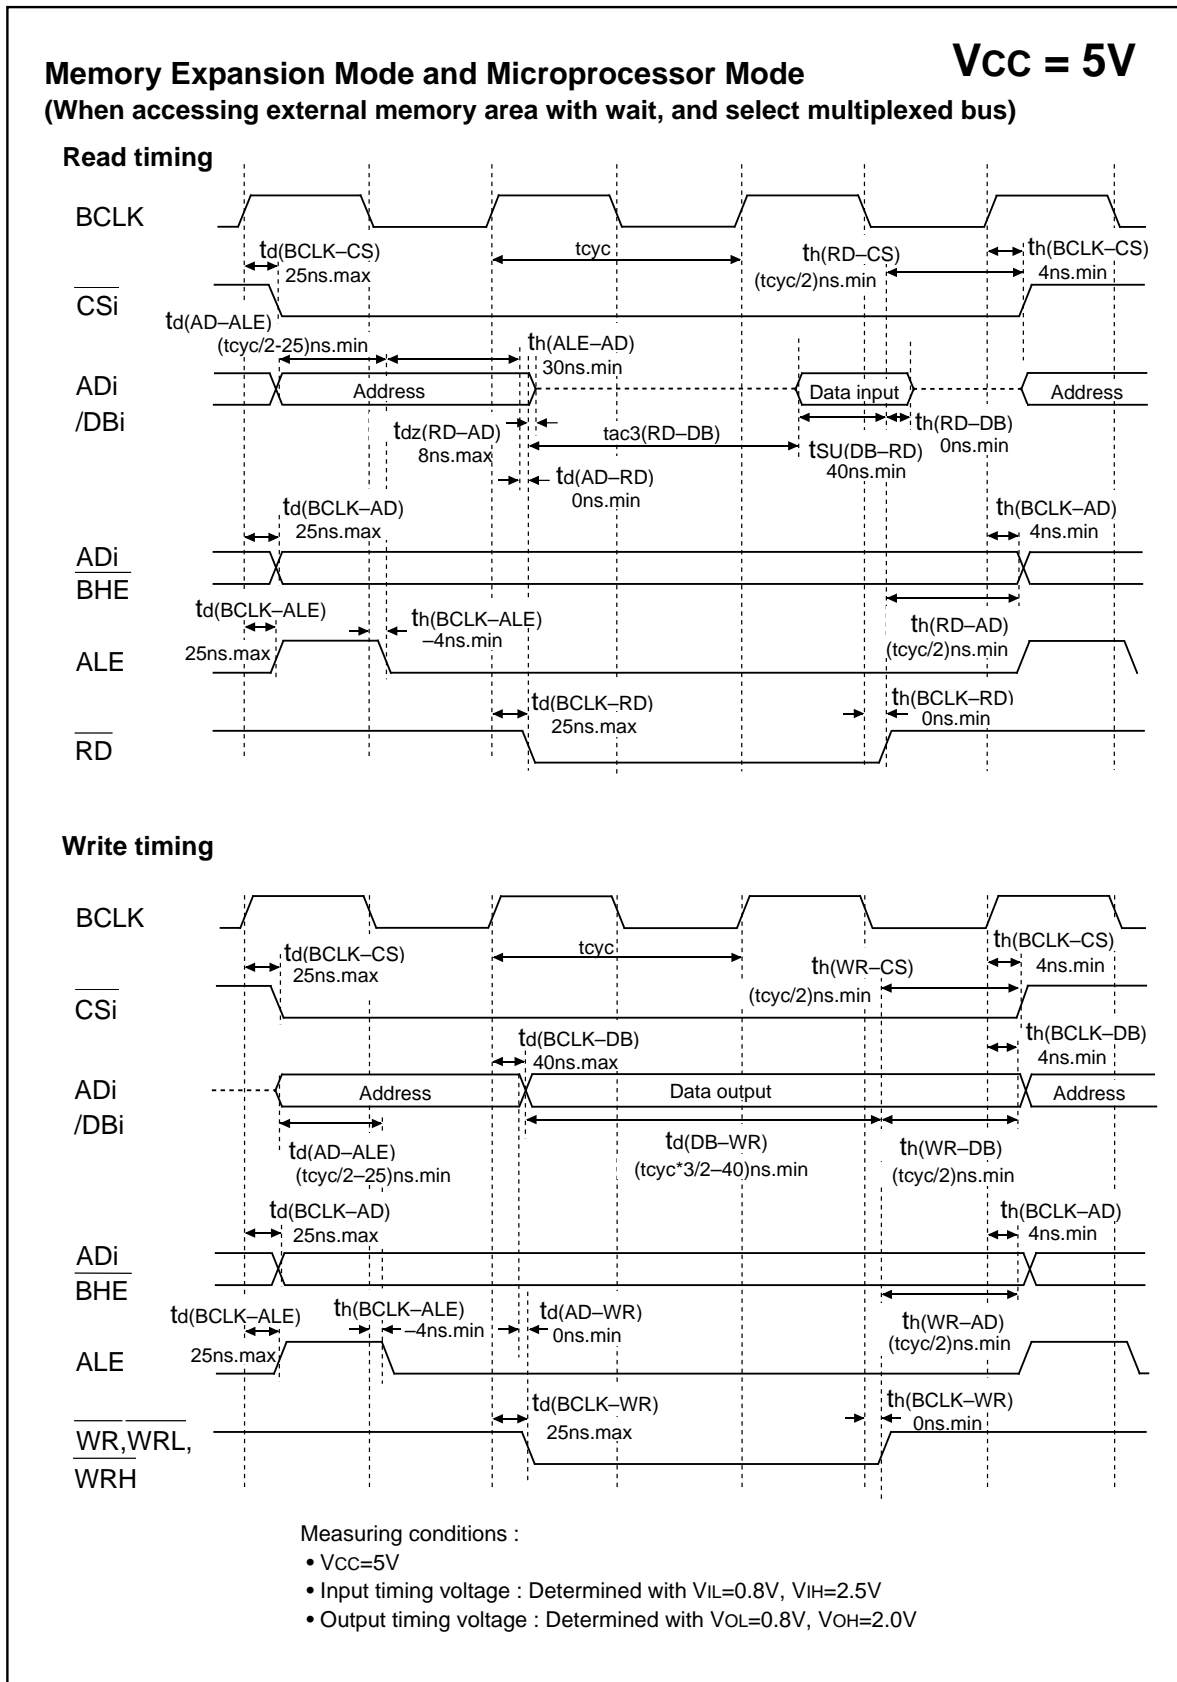 VCC = 5V
Memory Expansion Mode and Microprocessor Mode
(When accessing external memory area with wait, and select multiplexed bus)
Read timing
BCLK
td(BCLK–CS)
25ns.max
tcyc
th(RD–CS)
(tcyc/2)ns.min
th(BCLK–CS)
4ns.min
CSi
td(AD–ALE)
(tcyc/2-25)ns.min
th(ALE–AD)
30ns.min
ADi
/DBi
Address
Data input
Address
tdz(RD–AD)
8ns.max
tac3(RD–DB)
tSU(DB–RD)
40ns.min
th(RD–DB)
0ns.min
td(AD–RD)
0ns.min
td(BCLK–AD)
25ns.max
th(BCLK–AD)
4ns.min
ADi
BHE
td(BCLK–ALE)
25ns.max
th(BCLK–ALE)
–4ns.min
th(RD–AD)
(tcyc/2)ns.min
ALE
td(BCLK–RD)
25ns.max
th(BCLK–RD)
0ns.min
RD
Write timing
BCLK
td(BCLK–CS)
25ns.max
tcyc
th(WR–CS)
(tcyc/2)ns.min
th(BCLK–CS)
4ns.min
CSi
td(BCLK–DB)
40ns.max
th(BCLK–DB)
4ns.min
ADi
/DBi
Address
Data output
Address
td(AD–ALE)
(tcyc/2–25)ns.min
td(DB–WR)
(tcyc*3/2–40)ns.min
th(WR–DB)
(tcyc/2)ns.min
td(BCLK–AD)
25ns.max
th(BCLK–AD)
4ns.min
ADi
BHE
td(BCLK–ALE)
25ns.max
th(BCLK–ALE)
–4ns.min
td(AD–WR)
0ns.min
th(WR–AD)
(tcyc/2)ns.min
ALE
td(BCLK–WR)
25ns.max
th(BCLK–WR)
0ns.min
WR,WRL,
WRH
Measuring conditions :
• VCC=5V
• Input timing voltage : Determined with VIL=0.8V, VIH=2.5V
• Output timing voltage : Determined with VOL=0.8V, VOH=2.0V